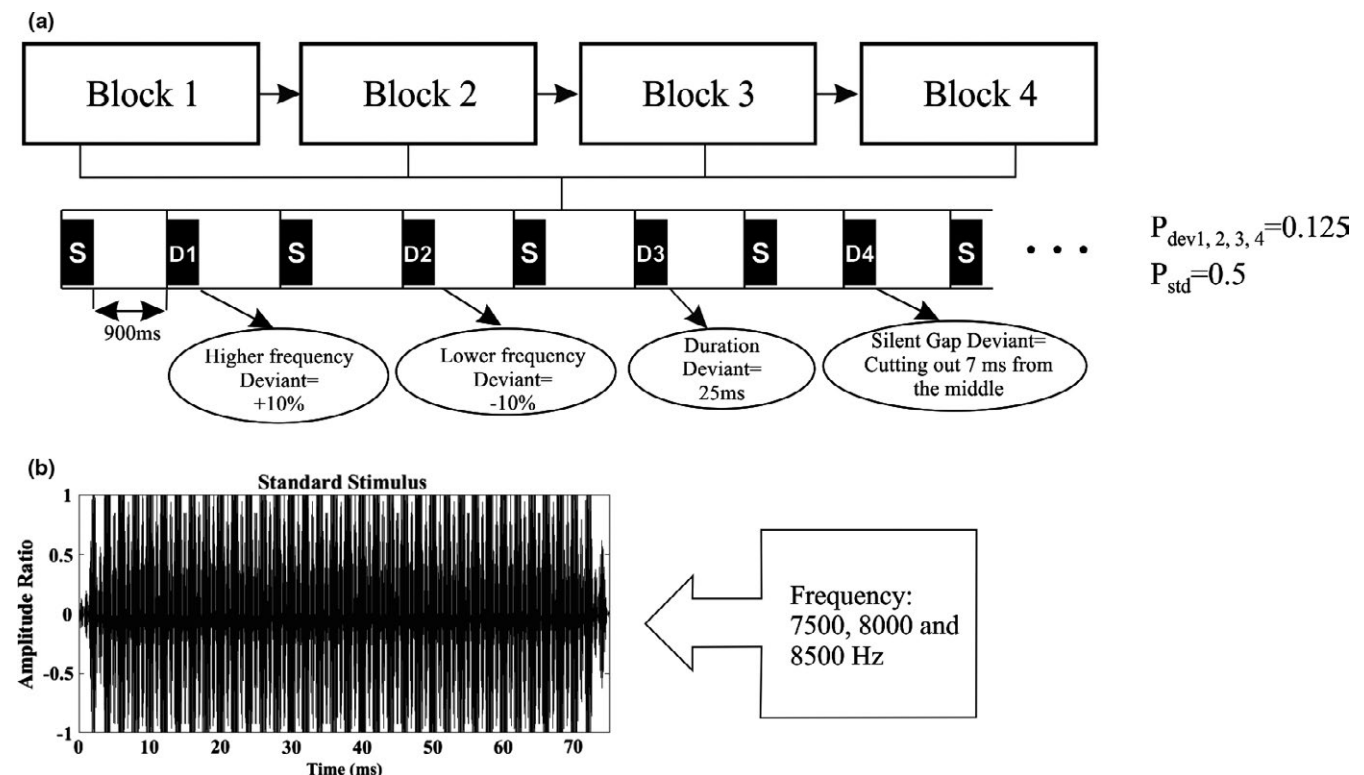 (a)
Block 1
Block 2
Block 3
Block 4
S
D1
S
D2
S
D3
S
D4
S
• • •
P dev1, 2, 3, 4=0.125
P std=0.5
900ms
Higher frequency
Deviant=
+10%
Lower frequency
Deviant=
-10%
Duration
Deviant=
25ms
Silent Gap Deviant=
Cutting out 7 ms from
the middle
(b)
Standard Stimulus
Amplitude Ratio
1
0.5
0
-0.5
-1
0 10 20 30 40 50 60 70
Time (ms)
Frequency:
7500, 8000 and
8500 Hz